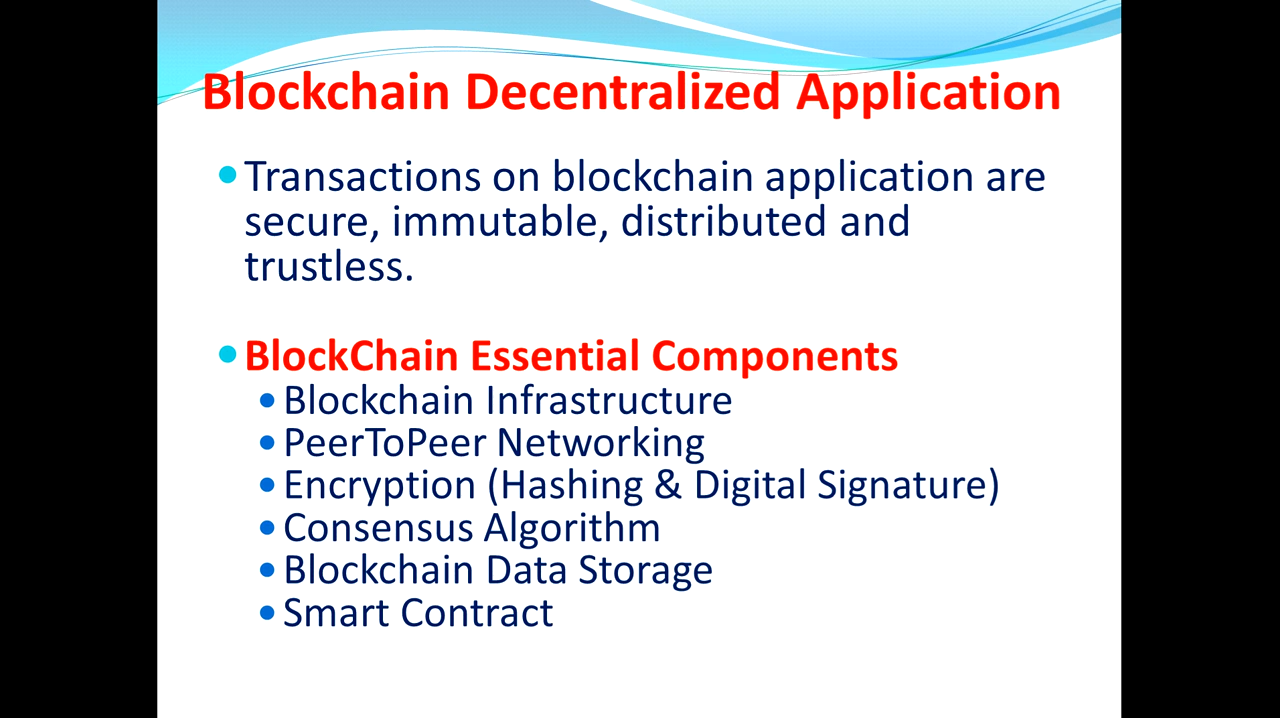 Blockchain Decentralized Application
Transactions on blockchain application are
secure, immutable, distributed and
trustless.
BlockChain Essential Components
Blockchain Infrastructure
PeerToPeer Networking
Encryption (Hashing & Digital Signature)
Consensus Algorithm
Blockchain Data Storage
Smart Contract